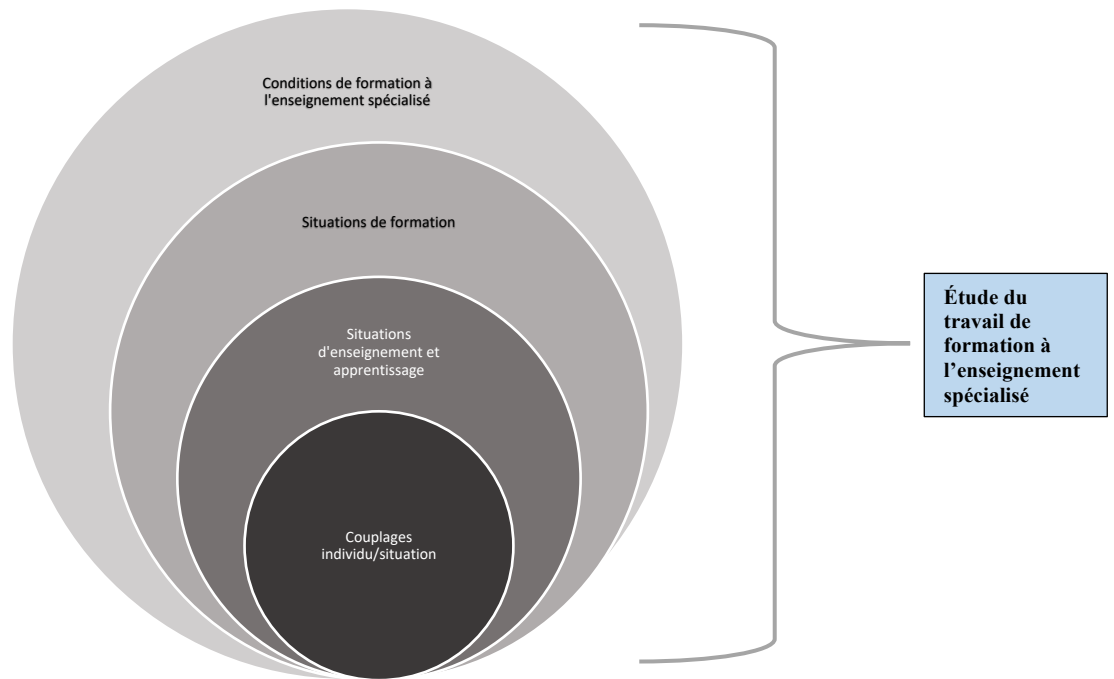 Conditions de formation à
l'enseignement spécialisé
Situations de formation
Situations
d'enseignement et
apprentissage
Couplages
individu/situation
Étude du
travail de
formation à
l’enseignement
spécialisé